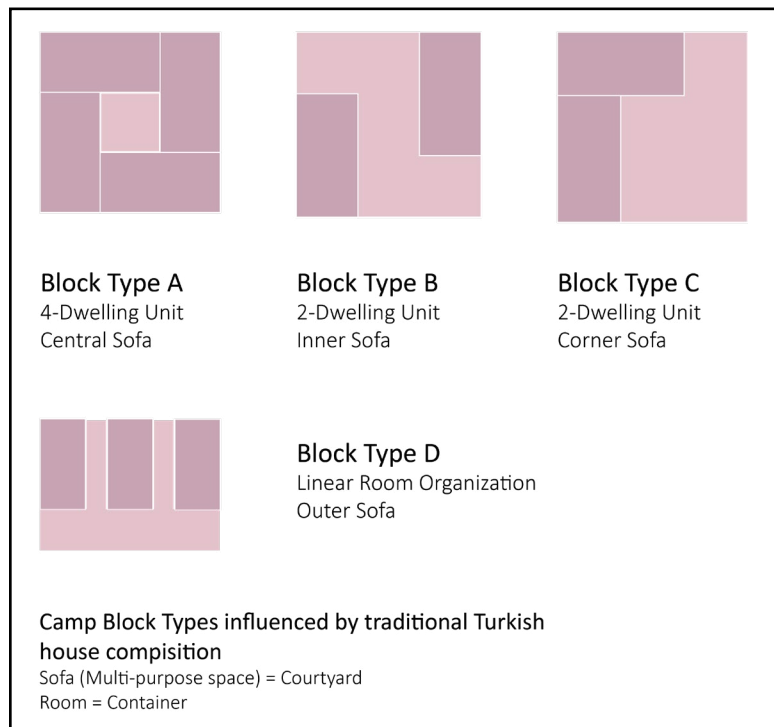 Block Type A
4-Dwelling Unit
Central Sofa
Block Type B
2-Dwelling Unit
Inner Sofa
Block Type C
2-Dwelling Unit
Corner Sofa
Block Type D
Linear Room Organization
Outer Sofa
Camp Block Types influenced by traditional Turkish
house compisition
Sofa (Multi-purpose space) = Courtyard
Room = Container